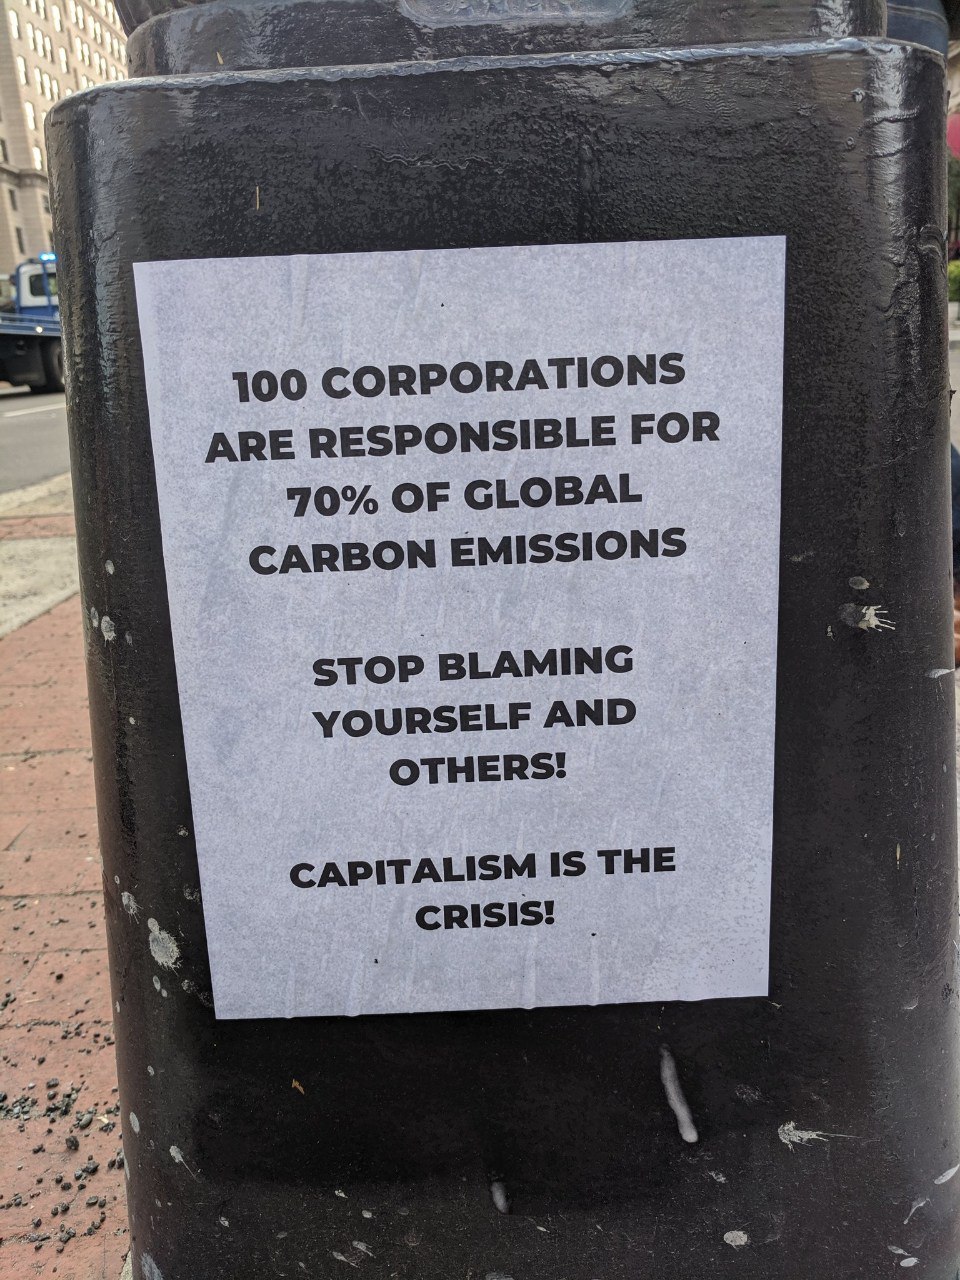 100 CORPORATIONS
ARE RESPONSIBLE FOR
70% OF GLOBAL
CARBON EMISSIONS
STOP BLAMING
YOURSELF AND
OTHERS!
CAPITALISM IS THE
CRISIS!